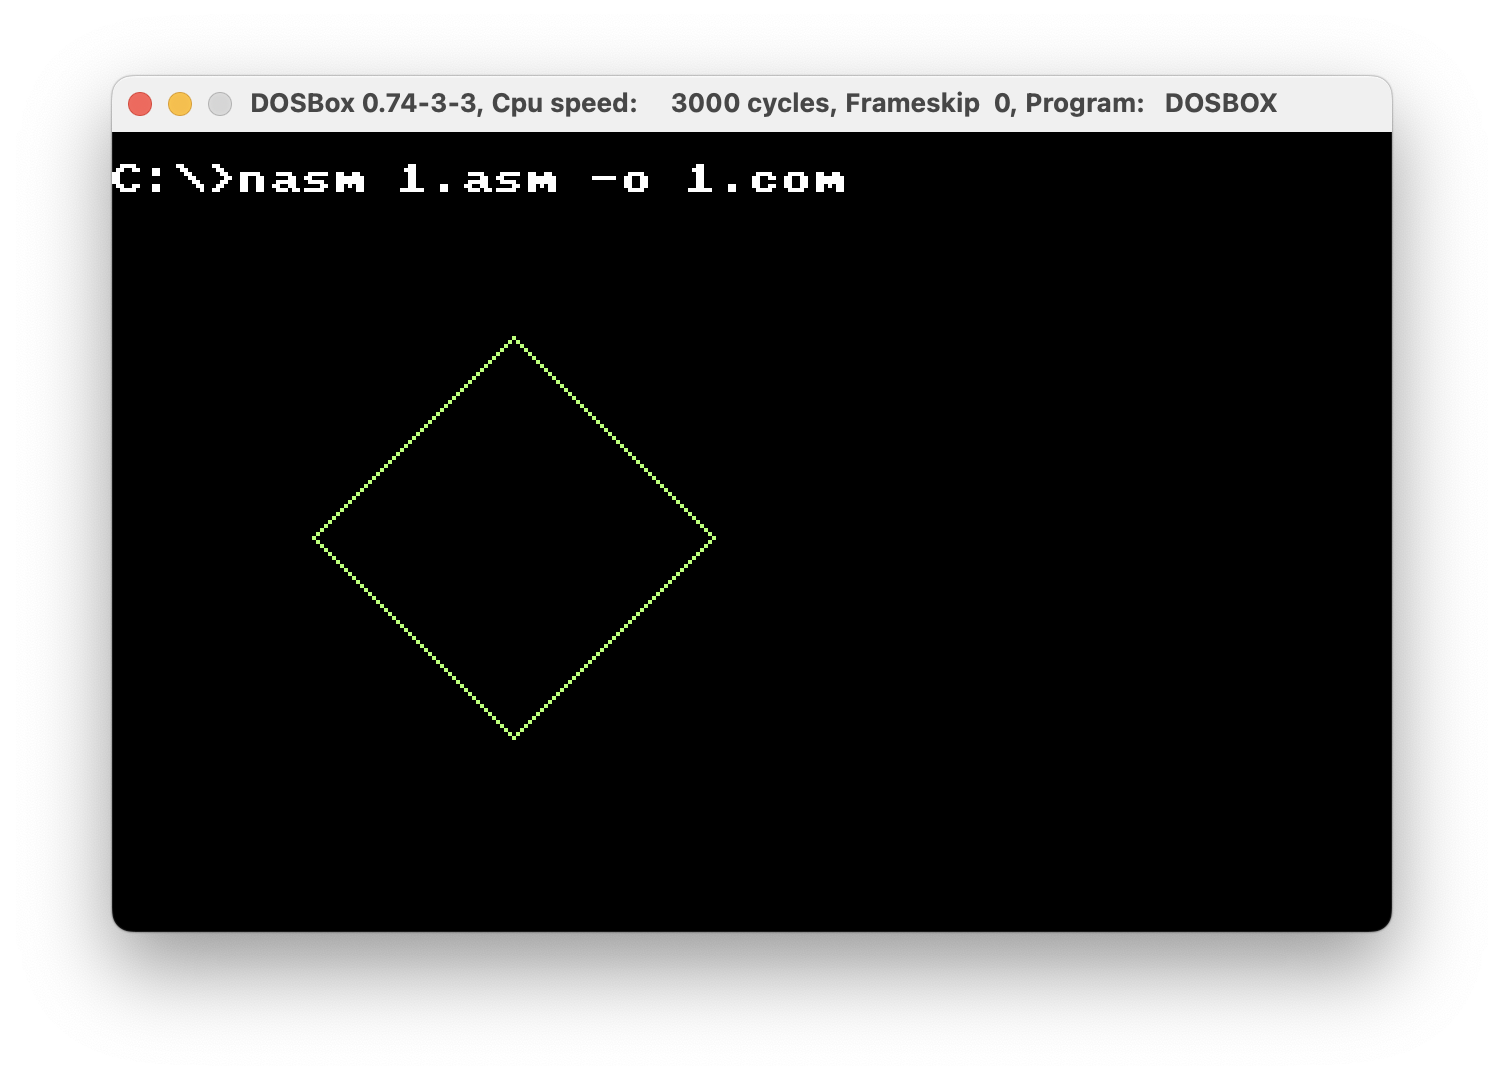 DOSBox 0.74-3-3, Cpu speed: 3000 cycles, Frameskip 0, Program: DOSBOX
C:\>nasm 1.asm -o 1.com